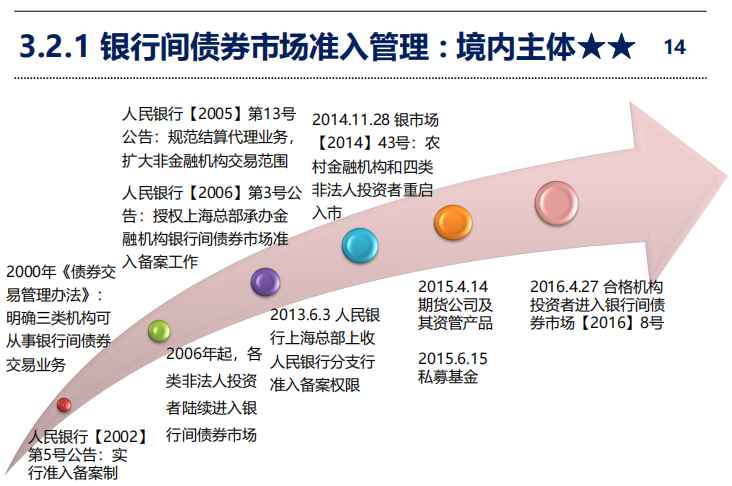 3.2.1 银行间债券市场准入管理：境内主体★★
14
2000年《债券交
易管理办法》：
明确三类机构可
从事银行间债券
交易业务
人民银行【2002】
第5号公告：实
行准入备案制
人民银行【2005】第13号
公告：规范结算代理业务，
扩大非金融机构交易范围
人民银行【2006】第3号公
告：授权上海总部承办金
融机构银行间债券市场准
入备案工作
2006年起，各
类非法人投资
者陆续进入银
行间债券市场
2013.6.3 人民银
行上海总部上收
人民银行分支行
准入备案权限
2014.11.28 银市场
【2014】43号：农
村金融机构和四类
非法人投资者重启
入市
2015.4.14
期货公司及
其资管产品
2015.6.15
私募基金
2016.4.27 合格机构
投资者进入银行间债
券市场【2016】8号